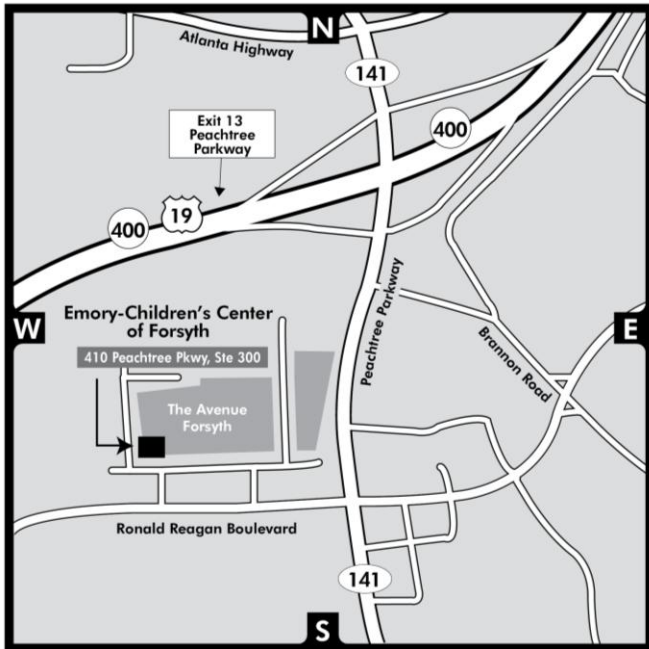 N
Atlanta Highway
141
Exit 13
Peachtree
Parkway
400
19
400
Peachtree Parkway
Emory-Children's Center
of Forsyth
W
E
410 Peachtree Pkwy, Ste 300
Brannon Road
The Avenue
Forsyth
Ronald Reagan Boulevard
141
S